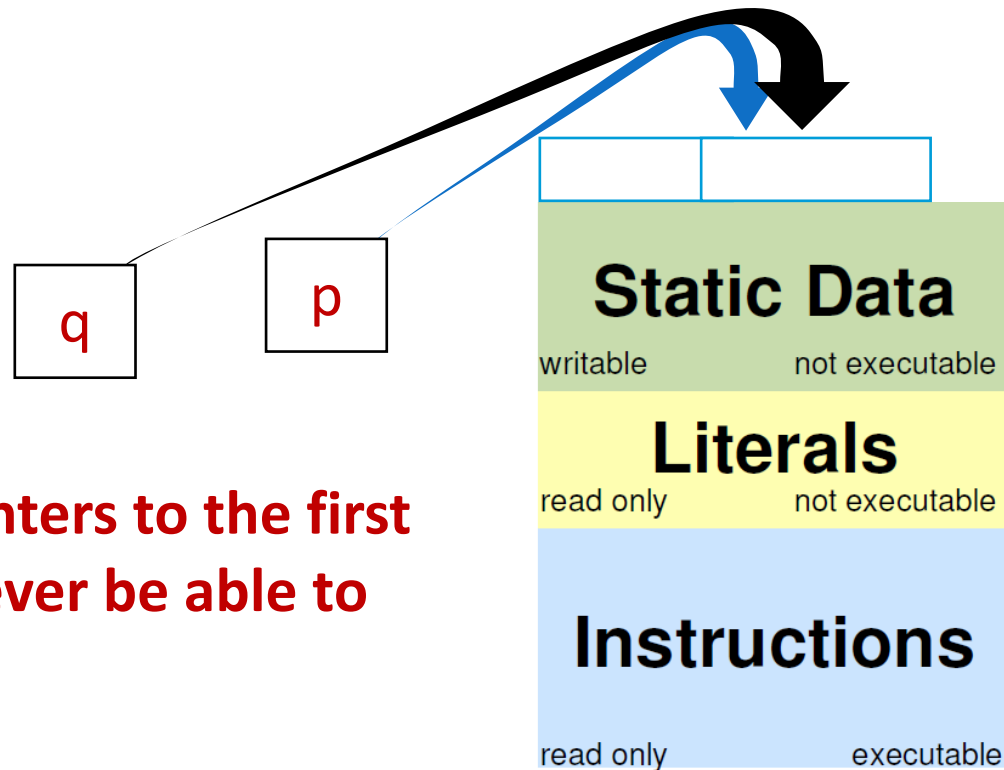 q
p
Static Data
writable not executable
Literals
read only not executable
nters to the first
ever be able to
Instructions
read only executable